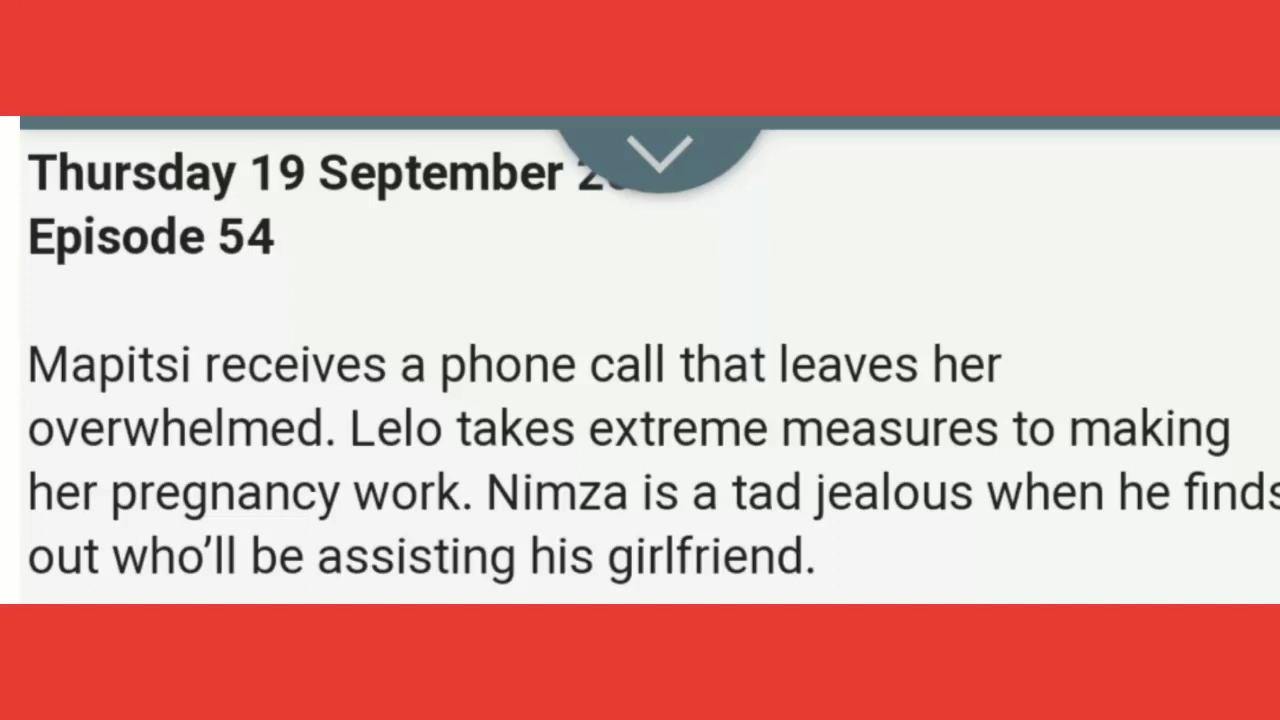 Thursday 19 September
Episode 54
Mapitsi receives a phone call that leaves her
overwhelmed. Lelo takes extreme measures to making
her pregnancy work. Nimza is a tad jealous when he finds
out who’ll be assisting his girlfriend.